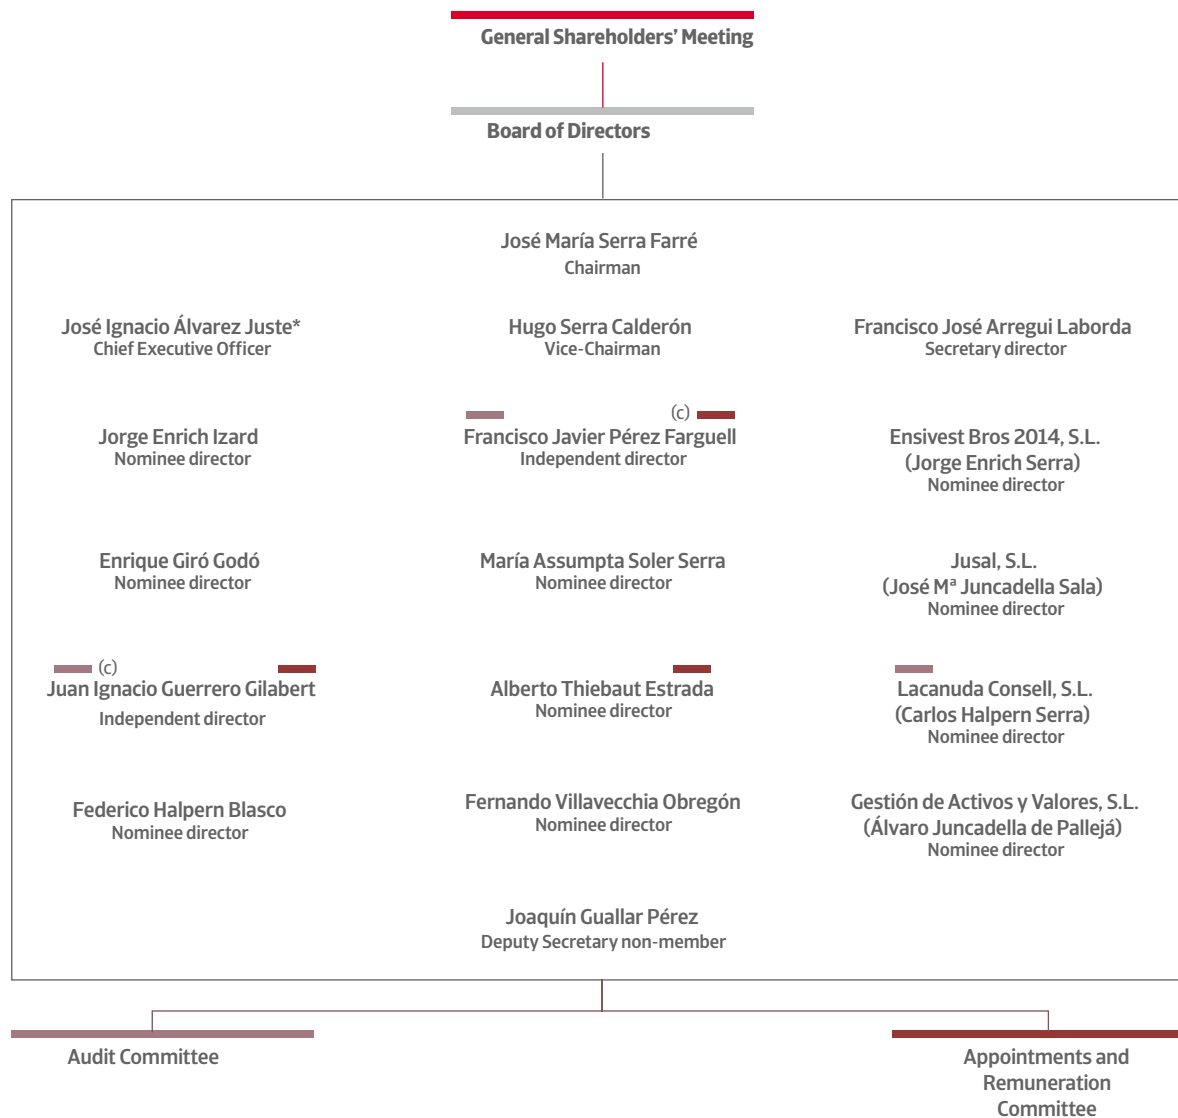 General Shareholders’ Meeting
Board of Directors
José María Serra Farré
Chairman
José Ignacio Álvarez Juste*
Chief Executive Officer
Hugo Serra Calderón
Vice-Chairman
Francisco José Arregui Laborda
Secretary director
Jorge Enrich Izard
Nominee director
(c)
Francisco Javier Pérez Farguell
Independent director
Ensivest Bros 2014, S.L.
(Jorge Enrich Serra)
Nominee director
Enrique Giró Godó
Nominee director
María Assumpta Soler Serra
Nominee director
Jusal, S.L.
(José Mª Juncadella Sala)
Nominee director
(c)
Juan Ignacio Guerrero Gilabert
Independent director
Alberto Thiebaut Estrada
Nominee director
Lacanuda Consell, S.L.
(Carlos Halpern Serra)
Nominee director
Federico Halpern Blasco
Nominee director
Fernando Villavecchia Obregón
Nominee director
Gestión de Activos y Valores, S.L.
(Álvaro Juncadella de Pallejá)
Nominee director
Joaquín Guallar Pérez
Deputy Secretary non-member
Audit Committee
Appointments and
Remuneration
Committee